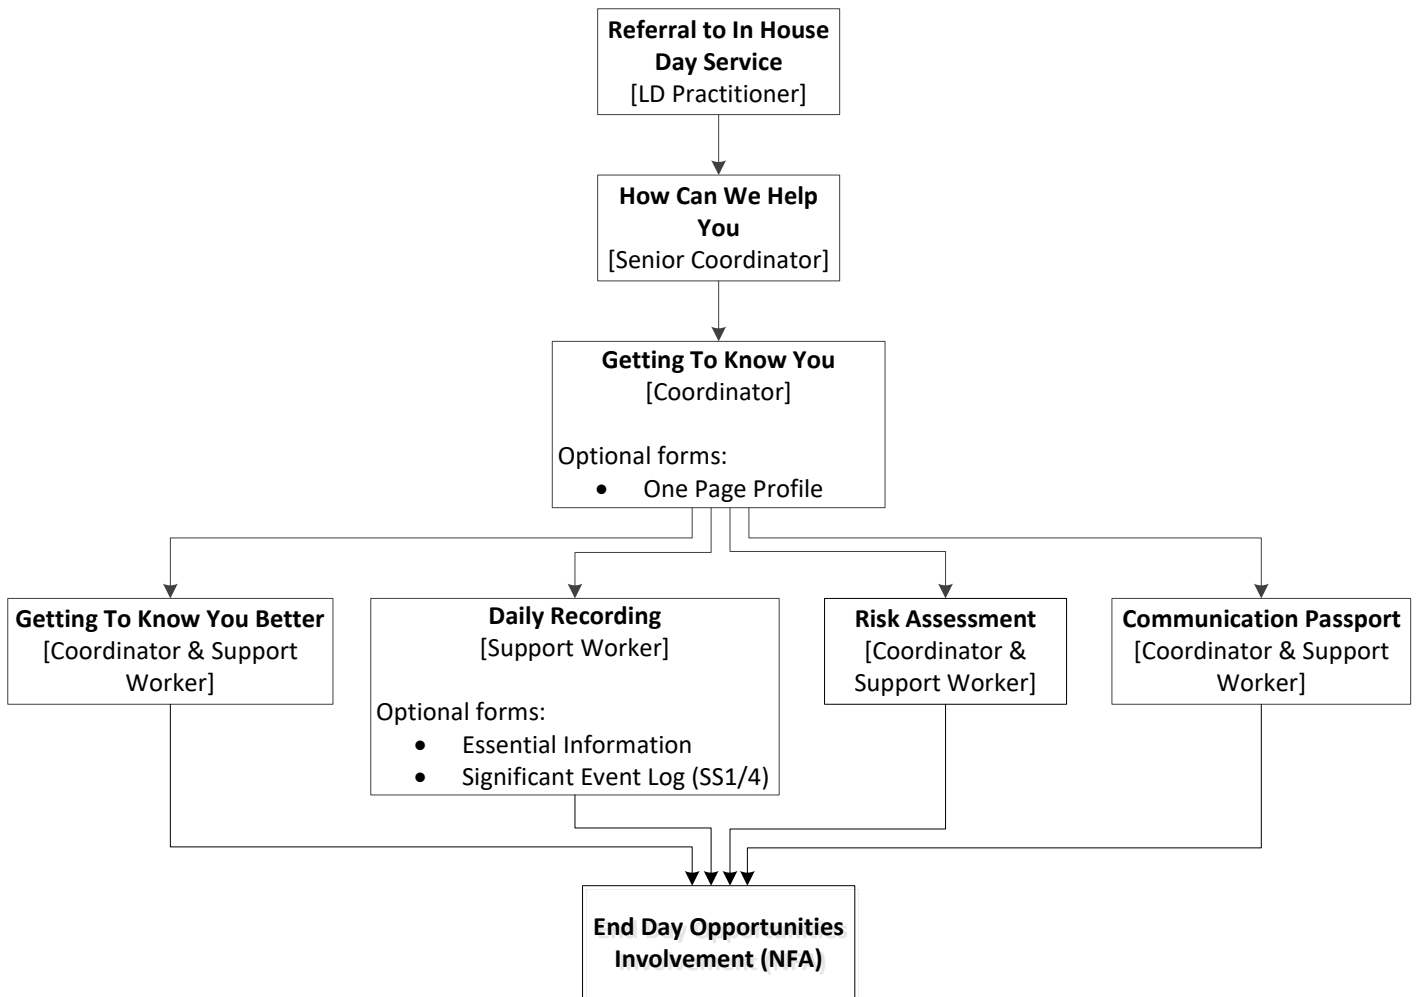 Referral to In House
Day Service
[LD Practitioner]
How Can We Help
You
[Senior Coordinator]
Getting To Know You
[Coordinator]
Optional forms:
• One Page Profile
Getting To Know You Better
[Coordinator & Support
Worker]
Daily Recording
[Support Worker]
Optional forms:
• Essential Information
• Significant Event Log (SS1/4)
Risk Assessment
[Coordinator &
Support Worker]
Communication Passport
[Coordinator & Support
Worker]
End Day Opportunities
Involvement (NFA)